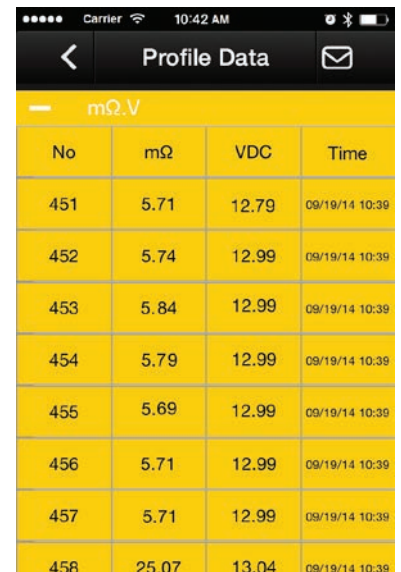 Carrier 10:42 AM
Profile Data
mΩ.V
No mΩ VDC Time
451 5.71 12.79 09/19/14 10:39
452 5.74 12.99 09/19/14 10:39
453 5.84 12.99 09/19/14 10:39
454 5.79 12.99 09/19/14 10:39
455 5.69 12.99 09/19/14 10:39
456 5.71 12.99 09/19/14 10:39
457 5.71 12.99 09/19/14 10:39
458 25.07 13.04 09/19/14 10:39